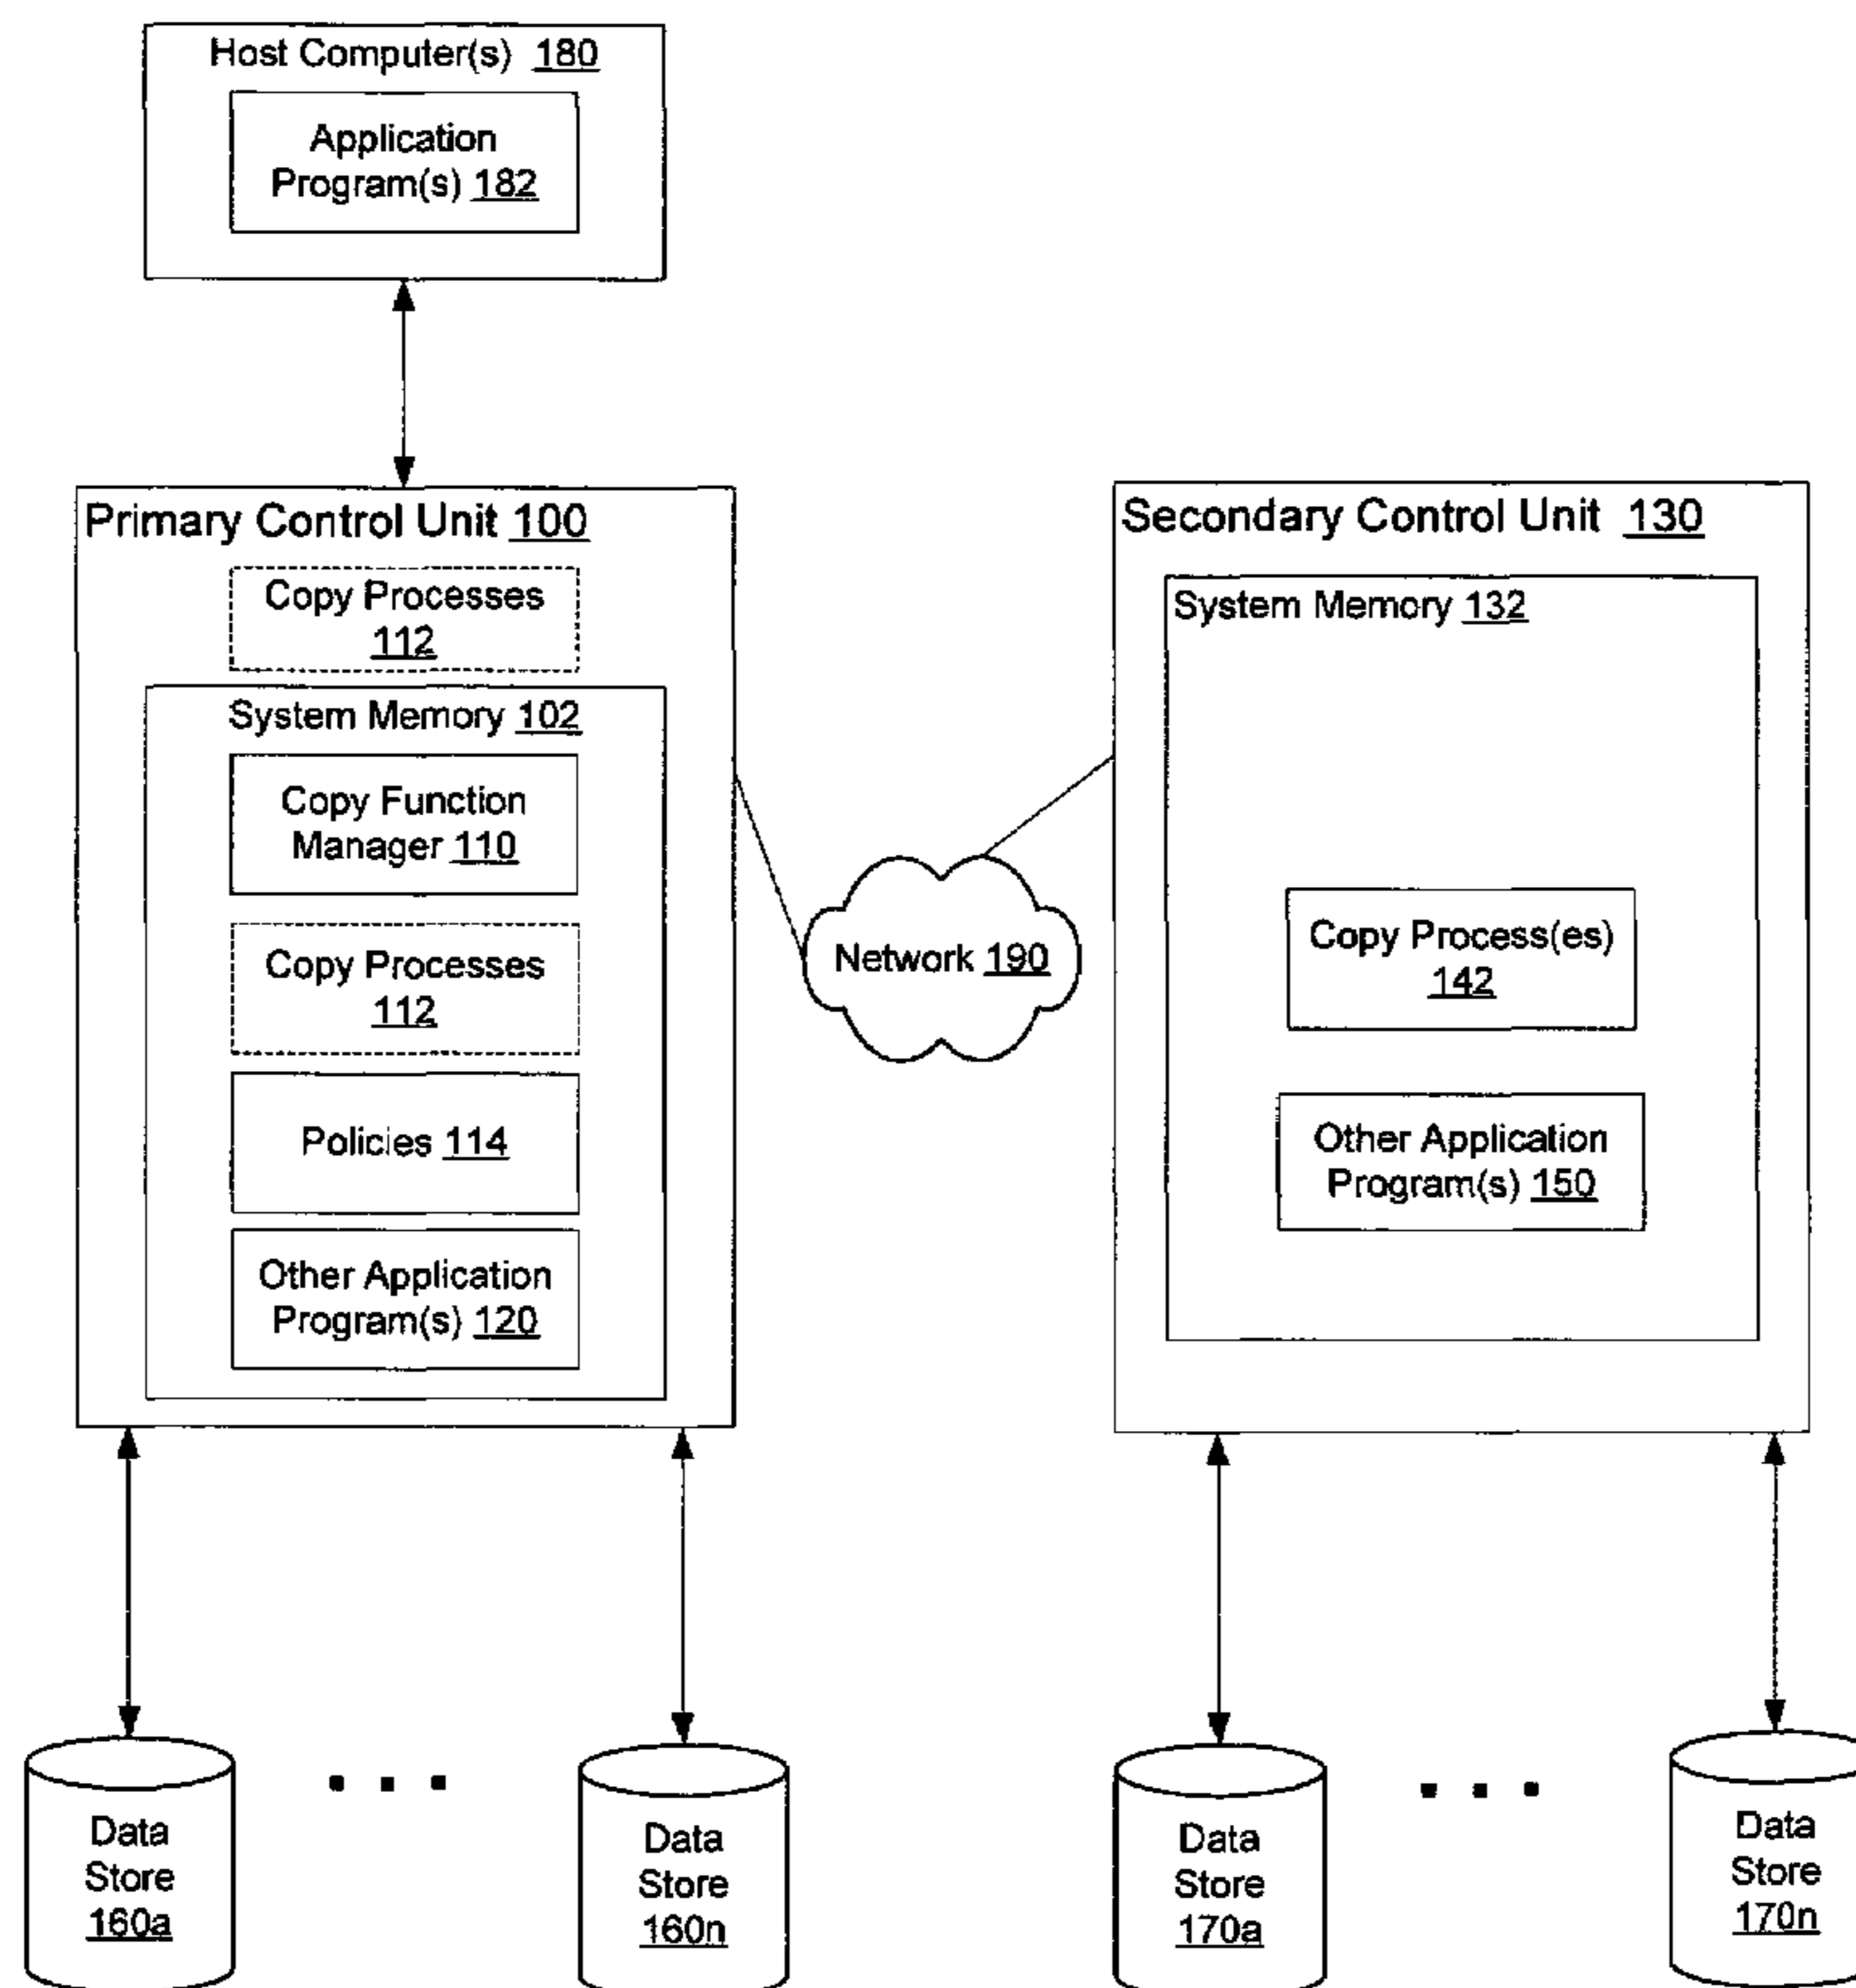 Host Computer(s) 180
Application
Program(s) 182
Primary Control Unit 100
Copy Processes
112
System Memory 102
Copy Function
Manager 110
Copy Processes
112
Policies 114
Other Application
Program(s) 120
Network 190
Secondary Control Unit 130
System Memory 132
Copy Process(es)
142
Other Application
Program(s) 150
Data
Store
160a
Data
Store
160n
Data
Store
170a
Data
Store
170n